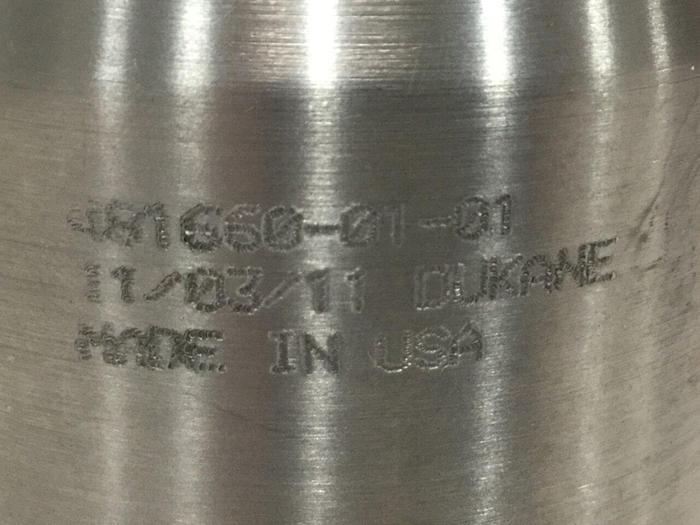 481660-01-01
11/03/11 DUKANE
MADE IN USA